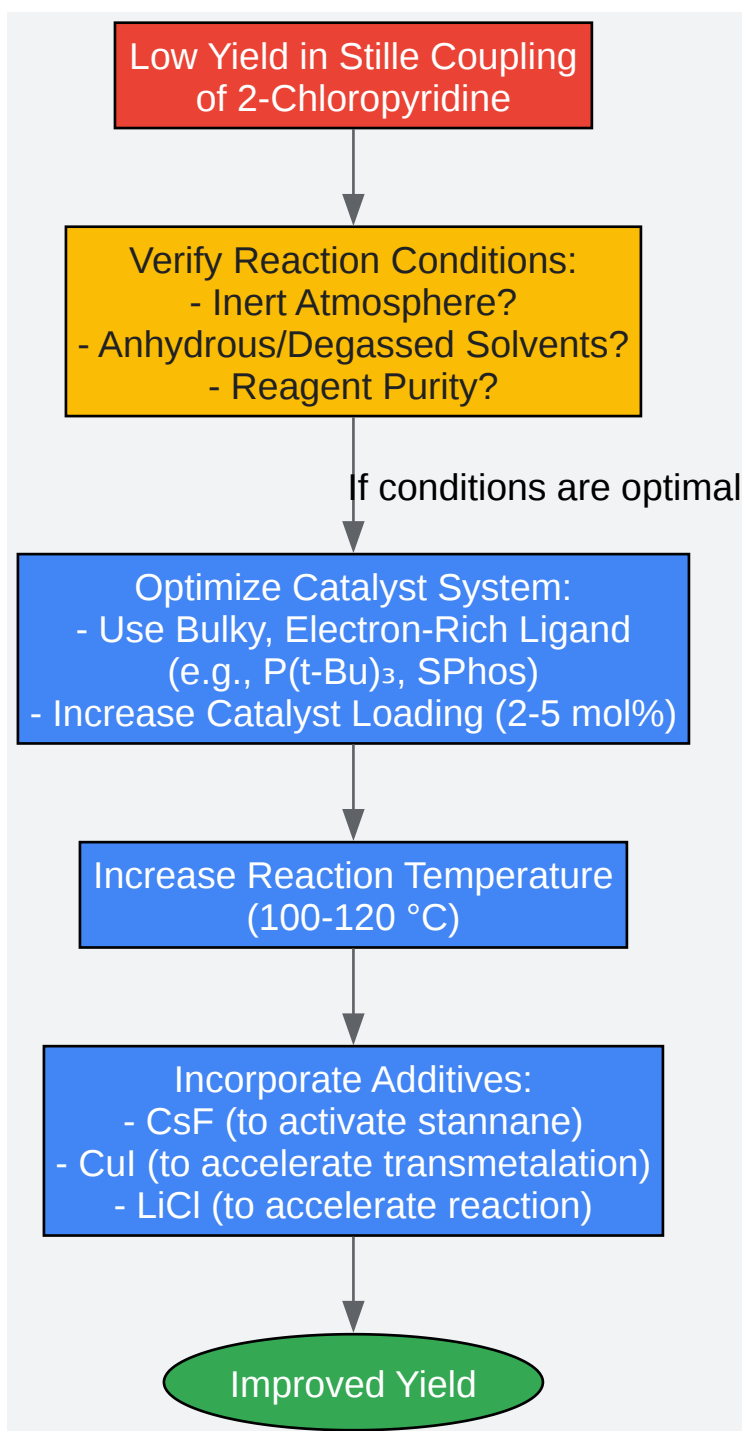 Low Yield in Stille Coupling
of 2-Chloropyridine
Verify Reaction Conditions:
- Inert Atmosphere?
- Anhydrous/Degassed Solvents?
- Reagent Purity?
If conditions are optimal
Optimize Catalyst System:
- Use Bulky, Electron-Rich Ligand
(e.g., P(t-Bu)₃, SPhos)
- Increase Catalyst Loading (2-5 mol%)
Increase Reaction Temperature
(100-120 °C)
Incorporate Additives:
- CsF (to activate stannane)
- CuI (to accelerate transmetalation)
- LiCl (to accelerate reaction)
Improved Yield